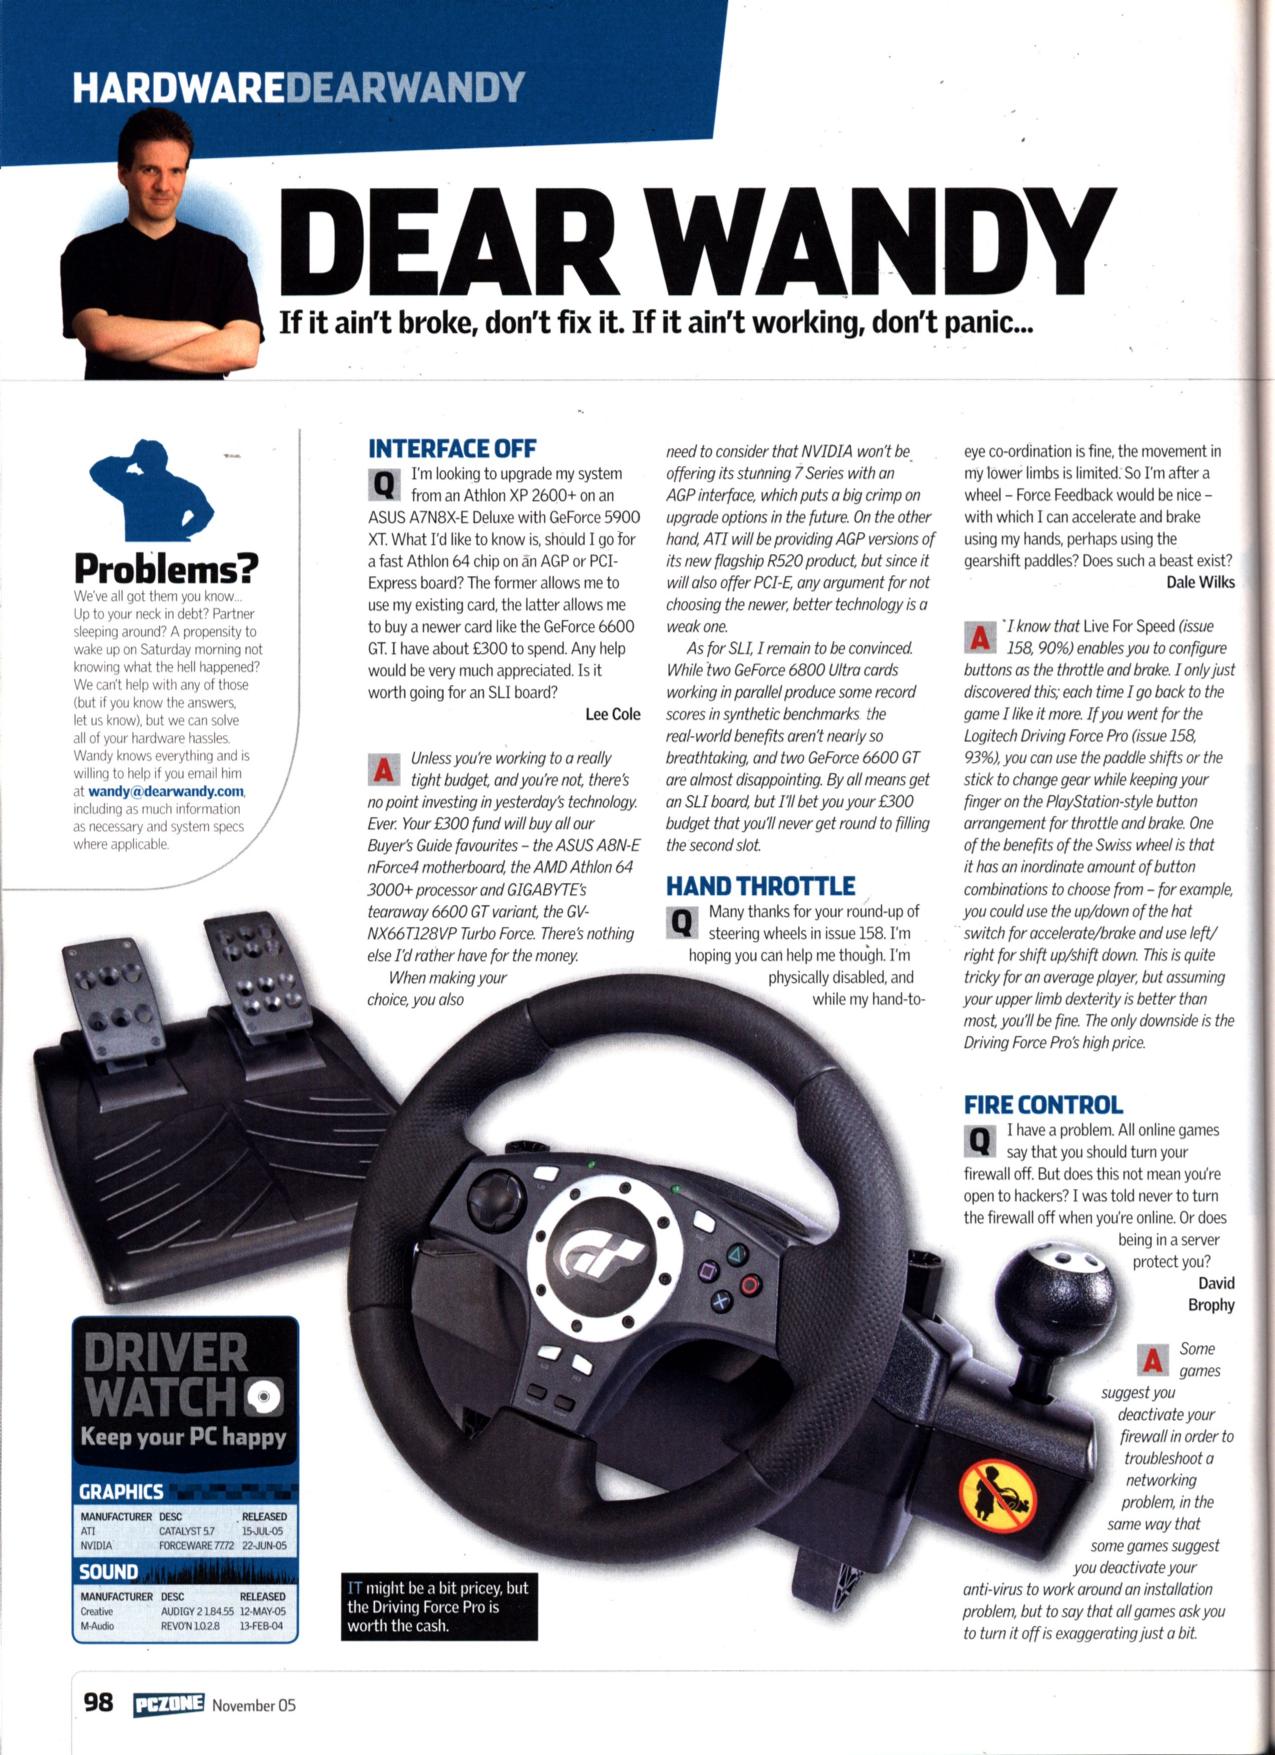 HARDWAREDEARWANDY
DEAR WANDY
If it ain't broke, don't fix it. If it ain't working, don't panic...
Problems?
We've all got them you know...
Up to your neck in debt? Partner
sleeping around? A propensity to
wake up on Saturday morning not
knowing what the hell happened?
We can't help with any of those
(but if you know the answers,
let us know), but we can solve
all of your hardware hassles.
Wandy knows everything and is
willing to help if you email him
at wandy@dearwandy.com,
including as much information
as necessary and system specs
where applicable.
INTERFACE OFF
Q I'm looking to upgrade my system
from an Athlon XP 2600+ on an
ASUS A7N8X-E Deluxe with GeForce 5900
XT. What I'd like to know is, should I go for
a fast Athlon 64 chip on an AGP or PCI-
Express board? The former allows me to
use my existing card, the latter allows me
to buy a newer card like the GeForce 6600
GT. I have about £300 to spend. Any help
would be very much appreciated. Is it
worth going for an SLI board?
Lee Cole
A Unless you're working to a really
tight budget, and you're not, there's
no point investing in yesterday's technology.
Ever. Your £300 fund will buy all our
Buyer's Guide favourites – the ASUS A8N-E
nForce4 motherboard, the AMD Athlon 64
3000+ processor and GIGABYTE's
tearaway 6600 GT variant, the GV-
NX66T128VP Turbo Force. There's nothing
else I'd rather have for the money.
When making your
choice, you also
need to consider that NVIDIA won't be
offering its stunning 7 Series with an
AGP interface, which puts a big crimp on
upgrade options in the future. On the other
hand, ATI will be providing AGP versions of
its new flagship R520 product, but since it
will also offer PCI-E, any argument for not
choosing the newer, better technology is a
weak one.
As for SLI, I remain to be convinced.
While two GeForce 6800 Ultra cards
working in parallel produce some record
scores in synthetic benchmarks the
real-world benefits aren't nearly so
breathtaking, and two GeForce 6600 GT
are almost disappointing. By all means get
an SLI board, but I'll bet you your £300
budget that you'll never get round to filling
the second slot.
HAND THROTTLE
Q Many thanks for your round-up of
steering wheels in issue 158. I'm
hoping you can help me though. I'm
physically disabled, and
while my hand-to-
eye co-ordination is fine, the movement in
my lower limbs is limited. So I'm after a
wheel – Force Feedback would be nice –
with which I can accelerate and brake
using my hands, perhaps using the
gearshift paddles? Does such a beast exist?
Dale Wilks
A I know that Live For Speed (issue
158, 90%) enables you to configure
buttons as the throttle and brake. I only just
discovered this; each time I go back to the
game I like it more. If you went for the
Logitech Driving Force Pro (issue 158,
93%), you can use the paddle shifts or the
stick to change gear while keeping your
finger on the PlayStation-style button
arrangement for throttle and brake. One
of the benefits of the Swiss wheel is that
it has an inordinate amount of button
combinations to choose from – for example,
you could use the up/down of the hat
switch for accelerate/brake and use left/
right for shift up/shift down. This is quite
tricky for an average player, but assuming
your upper limb dexterity is better than
most, you'll be fine. The only downside is the
Driving Force Pro's high price.
FIRE CONTROL
Q I have a problem. All online games
say that you should turn your
firewall off. But does this not mean you're
open to hackers? I was told never to turn
the firewall off when you're online. Or does
being in a server
protect you?
David
Brophy
A Some
games
suggest you
deactivate your
firewall in order to
troubleshoot a
networking
problem, in the
same way that
some games suggest
you deactivate your
anti-virus to work around an installation
problem, but to say that all games ask you
to turn it off is exaggerating just a bit.
DRIVER
WATCH
Keep your PC happy
GRAPHICS
MANUFACTURER DESC RELEASED
ATI CATALYST 5.7 15-JUL-05
NVIDIA FORCEWARE 77.72 22-JUN-05
SOUND
MANUFACTURER DESC RELEASED
Creative AUDIGY 2 1.84.55 12-MAY-05
M-Audio REVO'N 1.0.2.8 13-FEB-04
IT might be a bit pricey, but
the Driving Force Pro is
worth the cash.
98 PCZONE November 05